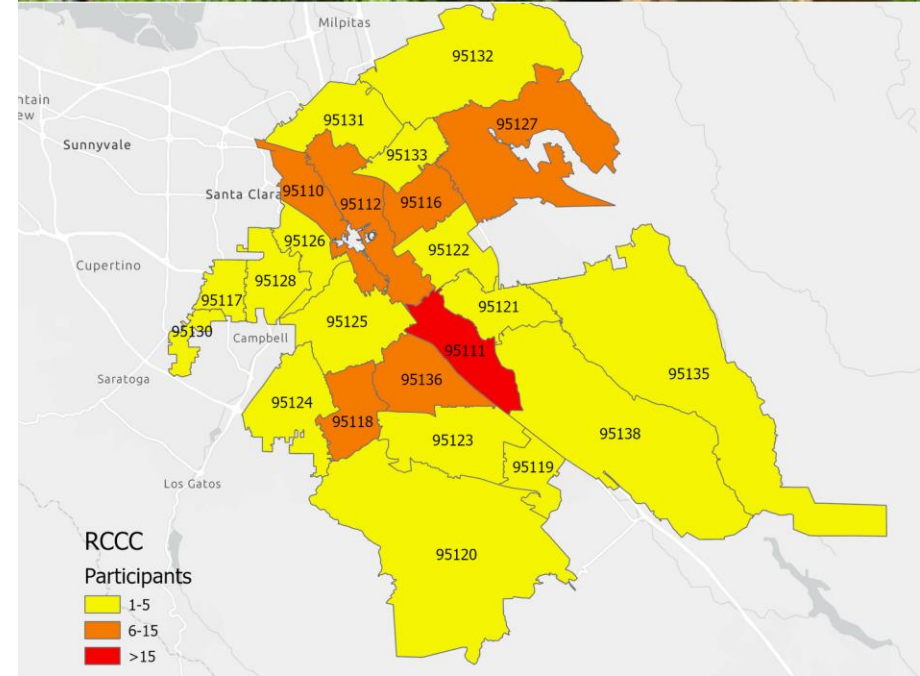 Milpitas
95132
ntain
ew
95127
95131
Sunnyvale
95133
Santa Clara
95110
95112
95116
95126
95122
Cupertino
95128
95117
95121
95125
95130
Campbell
95111
95135
Saratoga
95136
95124
95118
95138
95123
95119
Los Gatos
95120
RCCC
Participants
1-5
6-15
>15